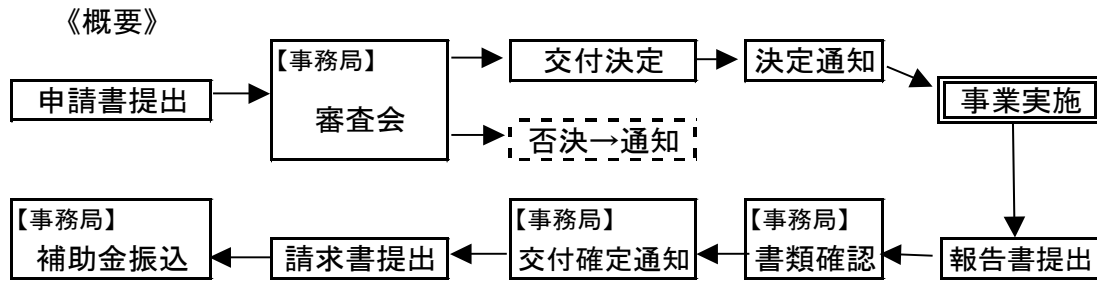 《概要》
申請書提出
【事務局】
審査会
交付決定
決定通知
否決→通知
事業実施
報告書提出
【事務局】
書類確認
【事務局】
交付確定通知
請求書提出
【事務局】
補助金振込